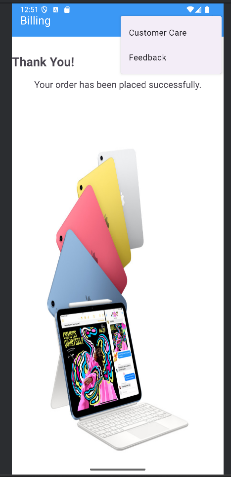 12:51
Billing
Customer Care
Feedback
Thank You!
Your order has been placed successfully.